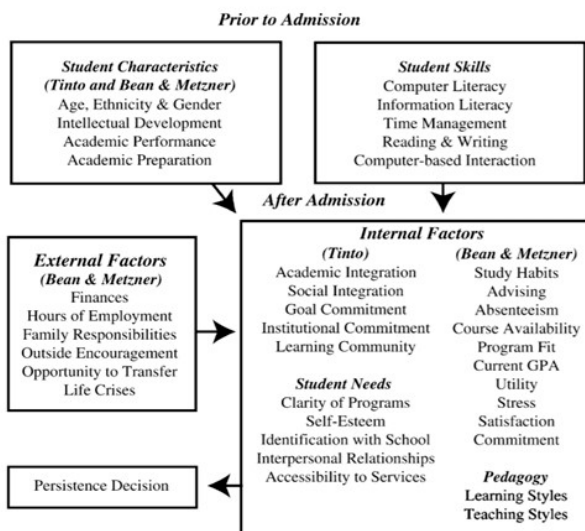 Prior to Admission
Student Characteristics
(Tinto and Bean & Metzner)
Age, Ethnicity & Gender
Intellectual Development
Academic Performance
Academic Preparation
Student Skills
Computer Literacy
Information Literacy
Time Management
Reading & Writing
Computer-based Interaction
After Admission
External Factors
(Bean & Metzner)
Finances
Hours of Employment
Family Responsibilities
Outside Encouragement
Opportunity to Transfer
Life Crises
Internal Factors
(Tinto)
Academic Integration
Social Integration
Goal Commitment
Institutional Commitment
Learning Community
Student Needs
Clarity of Programs
Self-Esteem
Identification with School
Interpersonal Relationships
Accessibility to Services
(Bean & Metzner)
Study Habits
Advising
Absenteeism
Course Availability
Program Fit
Current GPA
Utility
Stress
Satisfaction
Commitment
Pedagogy
Learning Styles
Teaching Styles
Persistence Decision